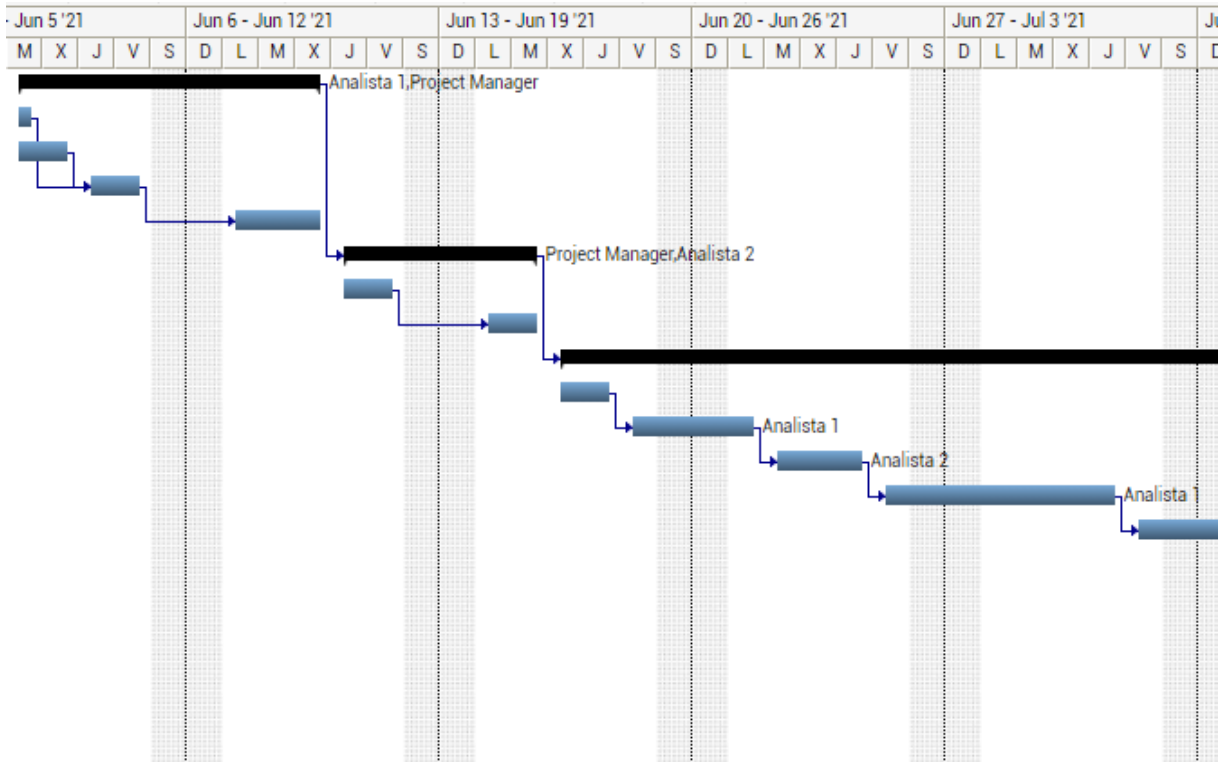 - Jun 5 '21 Jun 6 - Jun 12 '21 Jun 13 - Jun 19 '21 Jun 20 - Jun 26 '21 Jun 27 - Jul 3 '21
M X J V S D L M X J V S D L M X J V S D L M X J V S D L M X J V S D
Analista 1,Project Manager
Project Manager,Analista 2
Analista 1
Analista 2
Analista 1